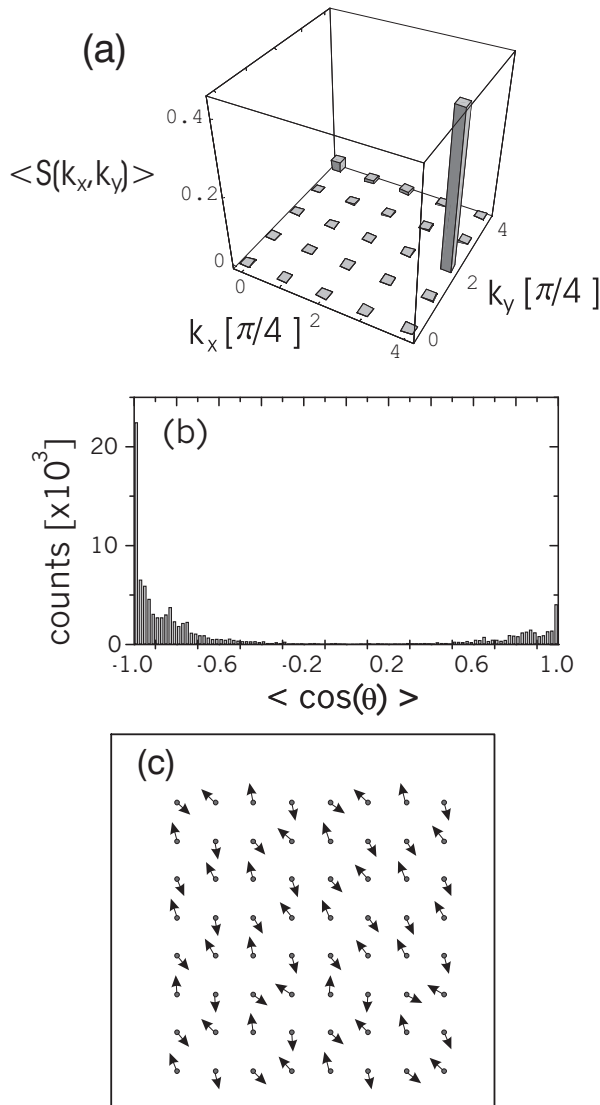 (a)
0.4
<S(kx,ky)>
0.2
0
0
2
4
kx [π/4]
0
2
4
ky [π/4]
(b)
20
10
0
counts [x10³]
-1.0 -0.6 -0.2 0.2 0.6 1.0
< cos(θ) >
(c)